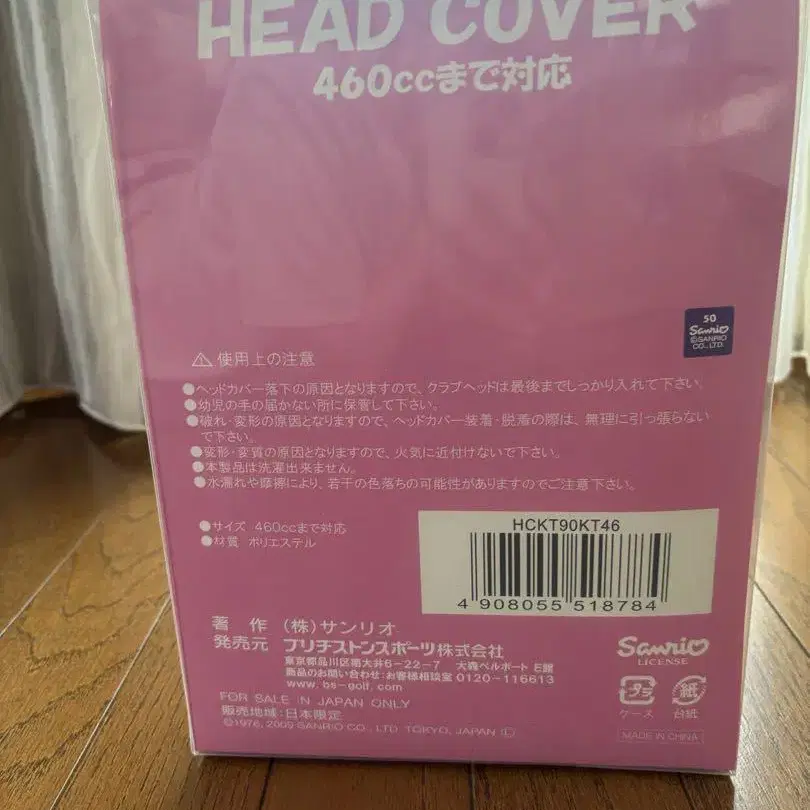 HEAD COVER
460ccまで対応
50
Sanrio
©SANRIO
CO., LTD.
⚠使用上の注意
●ヘッドカバー落下の原因となりますので、クラブヘッドは最後までしっかり入れて下さい。
●幼児の手の届かない所に保管して下さい。
●破れ・変形の原因となりますので、ヘッドカバー装着・脱着の際は、無理に引っ張らない
で下さい。
●変形・変質の原因となりますので、火気に近付けないで下さい。
●本製品は洗濯出来ません。
●水濡れや摩擦により、若干の色落ちの可能性がありますのでご注意下さい。
●サイズ 460ccまで対応
●材質 ポリエステル
HCKT90KT46
4 908055 518784
著 作 (株)サンリオ
発売元 ブリヂストンスポーツ株式会社
東京都品川区南大井6-22-7 大森ベルポート E館
商品のお問い合わせ:お客様相談室 0120-116613
www.bs-golf.com
FOR SALE IN JAPAN ONLY
販売地域:日本限定
©1976, 2009 SANRIO CO., LTD. TOKYO, JAPAN Ⓛ
Sanrio
LICENSE
プラ
ケース
紙
台紙
MADE IN CHINA